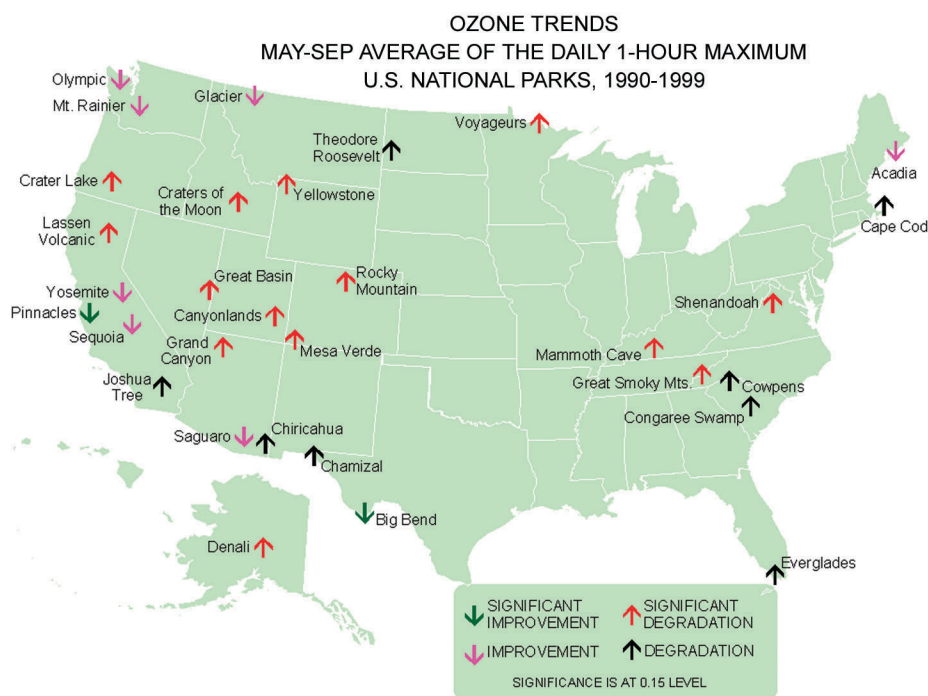 OZONE TRENDS
MAY-SEP AVERAGE OF THE DAILY 1-HOUR MAXIMUM
U.S. NATIONAL PARKS, 1990-1999
Olympic
Mt. Rainier
Glacier
Theodore
Roosevelt
Voyageurs
Acadia
Cape Cod
Crater Lake
Craters of
the Moon
Yellowstone
Lassen
Volcanic
Great Basin
Rocky
Mountain
Yosemite
Pinnacles
Sequoia
Canyonlands
Shenandoah
Grand
Canyon
Mesa Verde
Mammoth Cave
Great Smoky Mts.
Cowpens
Joshua
Tree
Congaree Swamp
Saguaro
Chiricahua
Chamizal
Big Bend
Denali
Everglades
SIGNIFICANT
IMPROVEMENT
SIGNIFICANT
DEGRADATION
IMPROVEMENT
DEGRADATION
SIGNIFICANCE IS AT 0.15 LEVEL